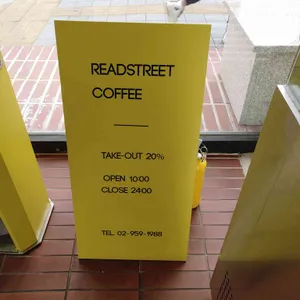 READSTREET
COFFEE
TAKE-OUT 20%
OPEN 10:00
CLOSE 24:00
TEL. 02-959-1988